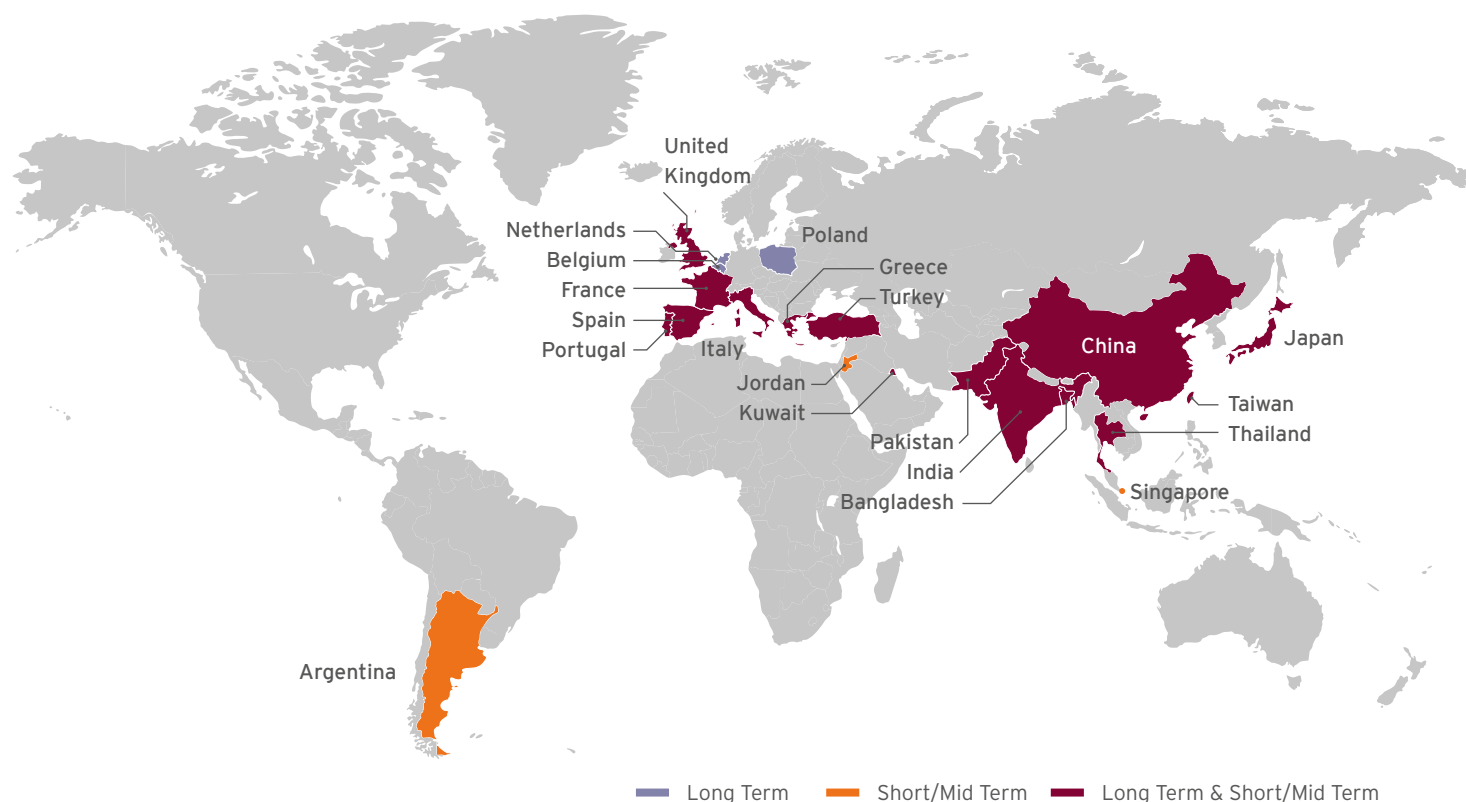 United
Kingdom
Netherlands
Poland
Belgium
Greece
France
Turkey
Spain
Portugal
Italy
China
Japan
Jordan
Kuwait
Taiwan
Pakistan
Thailand
India
Bangladesh
Singapore
Argentina
Long Term
Short/Mid Term
Long Term & Short/Mid Term